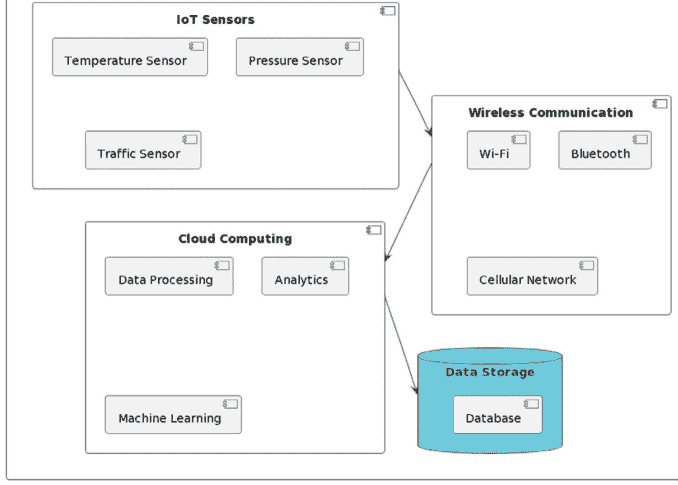 IoT Sensors
Temperature Sensor
Pressure Sensor
Traffic Sensor
Wireless Communication
Wi-Fi
Bluetooth
Cellular Network
Cloud Computing
Data Processing
Analytics
Machine Learning
Data Storage
Database